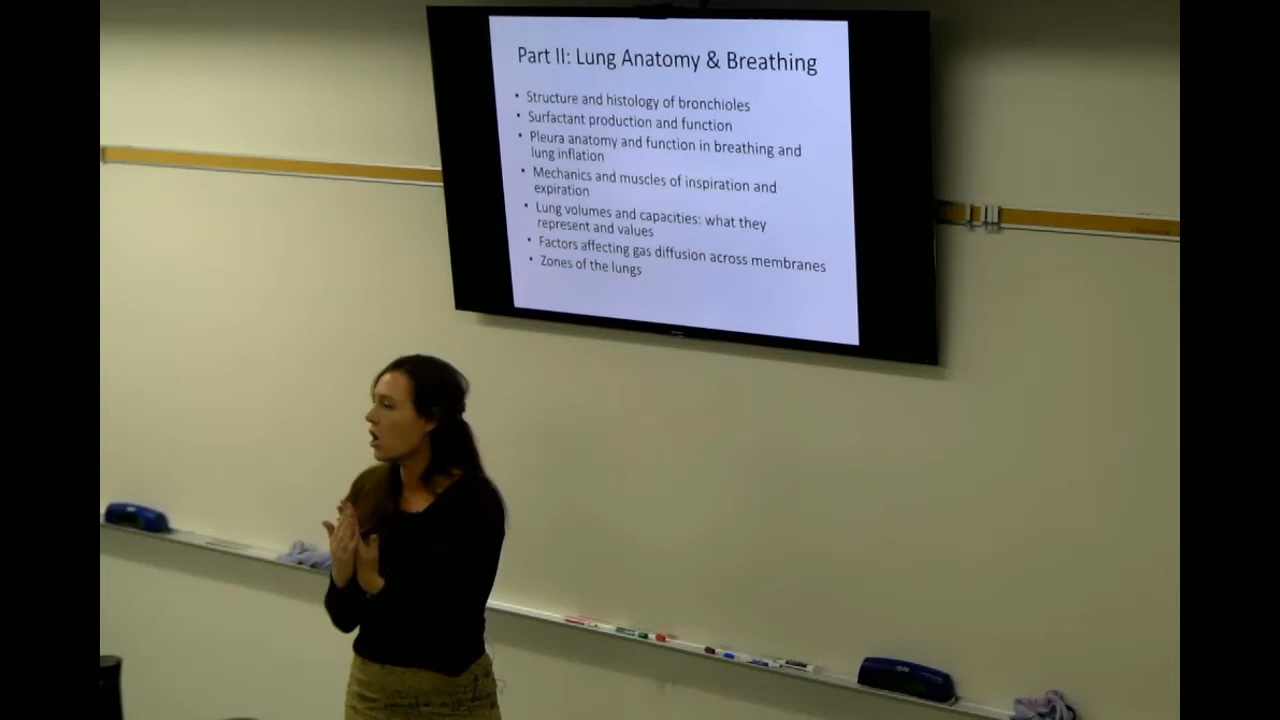 Part II: Lung Anatomy & Breathing
• Structure and histology of bronchioles
• Surfactant production and function
• Pleura anatomy and function in breathing and
lung inflation
• Mechanics and muscles of inspiration and
expiration
• Lung volumes and capacities: what they
represent and values
• Factors affecting gas diffusion across membranes
• Zones of the lungs